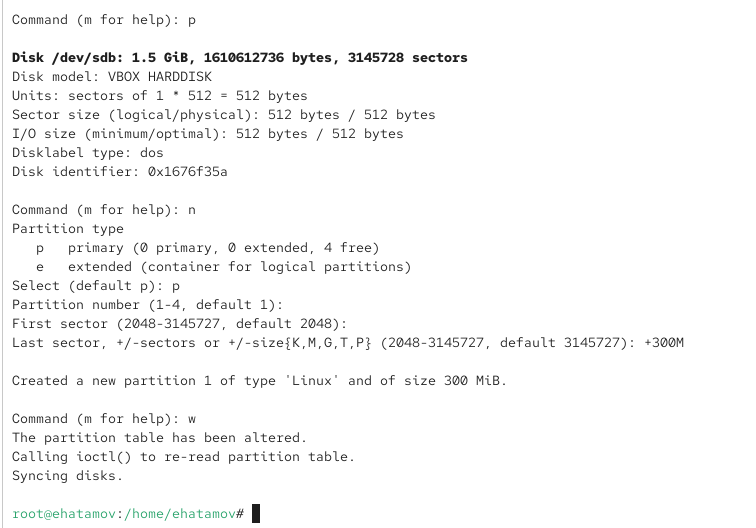 Command (m for help): p
Disk /dev/sdb: 1.5 GiB, 1610612736 bytes, 3145728 sectors
Disk model: VBOX HARDDISK
Units: sectors of 1 * 512 = 512 bytes
Sector size (logical/physical): 512 bytes / 512 bytes
I/O size (minimum/optimal): 512 bytes / 512 bytes
Disklabel type: dos
Disk identifier: 0x1676f35a
Command (m for help): n
Partition type
   p   primary (0 primary, 0 extended, 4 free)
   e   extended (container for logical partitions)
Select (default p): p
Partition number (1-4, default 1):
First sector (2048-3145727, default 2048):
Last sector, +/-sectors or +/-size{K,M,G,T,P} (2048-3145727, default 3145727): +300M
Created a new partition 1 of type 'Linux' and of size 300 MiB.
Command (m for help): w
The partition table has been altered.
Calling ioctl() to re-read partition table.
Syncing disks.
root@ehatamov:/home/ehatamov#